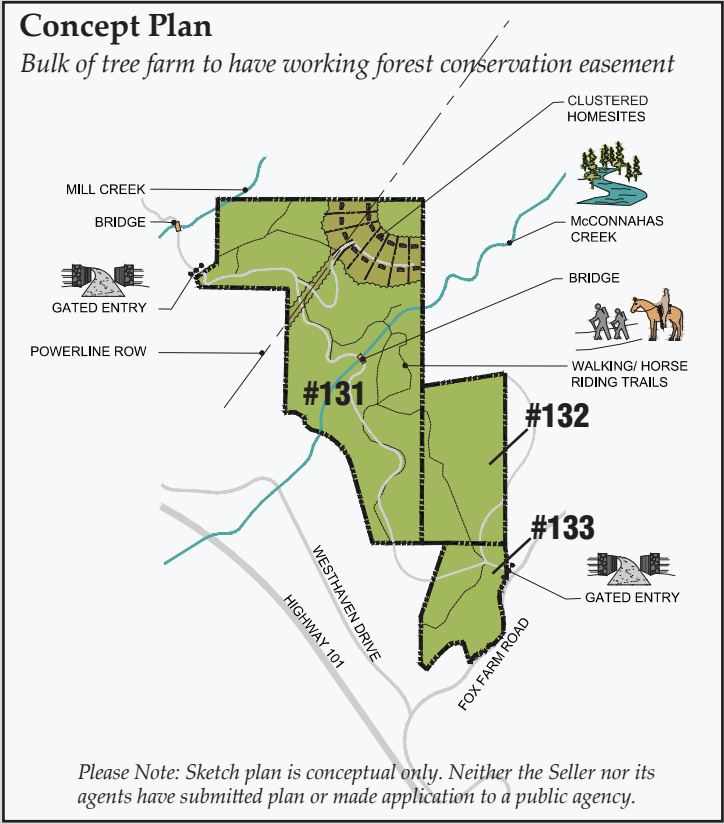 Concept Plan
Bulk of tree farm to have working forest conservation easement
CLUSTERED
HOMESITES
MILL CREEK
BRIDGE
McCONNAHAS
CREEK
GATED ENTRY
BRIDGE
POWERLINE ROW
WALKING/ HORSE
RIDING TRAILS
#131
#132
#133
GATED ENTRY
WESTHAVEN DRIVE
HIGHWAY 101
FOX FARM ROAD
Please Note: Sketch plan is conceptual only. Neither the Seller nor its
agents have submitted plan or made application to a public agency.